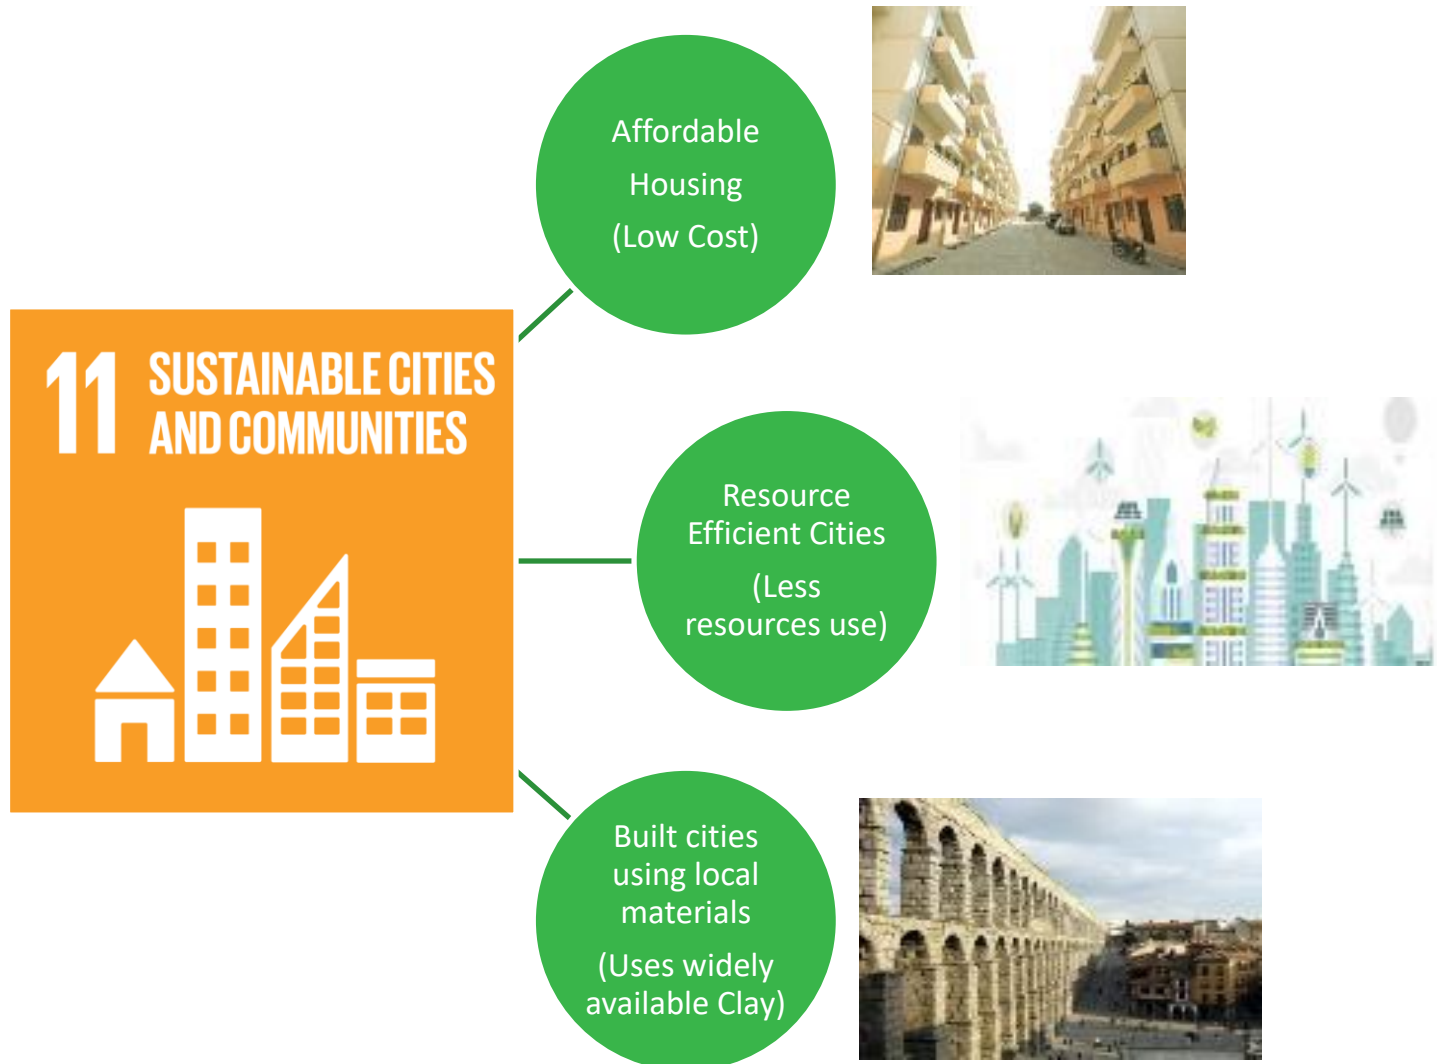 11 SUSTAINABLE CITIES
AND COMMUNITIES
Affordable
Housing
(Low Cost)
Resource
Efficient Cities
(Less
resources use)
Built cities
using local
materials
(Uses widely
available Clay)